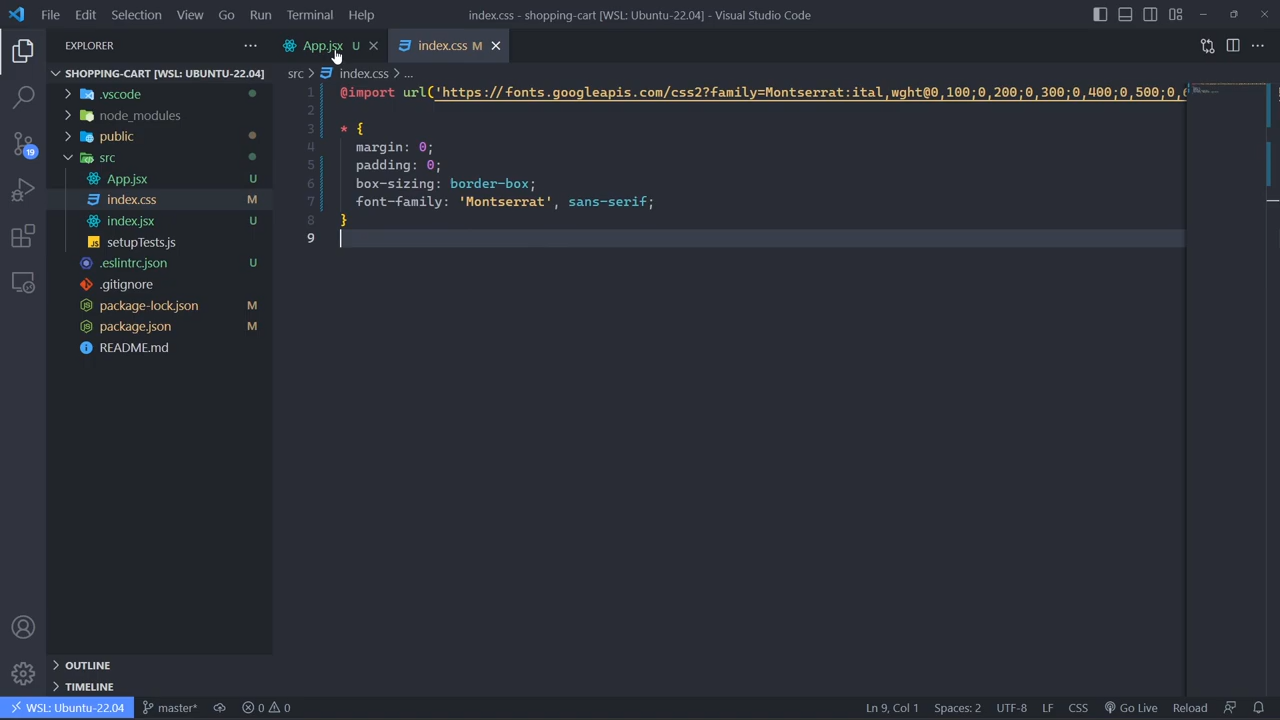 File Edit Selection View Go Run Terminal Help
index.css - shopping-cart [WSL: Ubuntu-22.04] - Visual Studio Code
EXPLORER
App.jsx U
index.css M
SHOPPING-CART [WSL: UBUNTU-22.04]
src > index.css > ...
.vscode
node_modules
public
src
App.jsx U
index.css M
index.jsx U
setupTests.js
.eslintrc.json U
.gitignore
package-lock.json M
package.json M
README.md
19
1 @import url('https://fonts.googleapis.com/css2?family=Montserrat:ital,wght@0,100;0,200;0,300;0,400;0,500;0,
2
3 * {
4 margin: 0;
5 padding: 0;
6 box-sizing: border-box;
7 font-family: 'Montserrat', sans-serif;
8 }
9
OUTLINE
TIMELINE
WSL: Ubuntu-22.04 master* 0 0 Ln 9, Col 1 Spaces: 2 UTF-8 LF CSS Go Live Reload